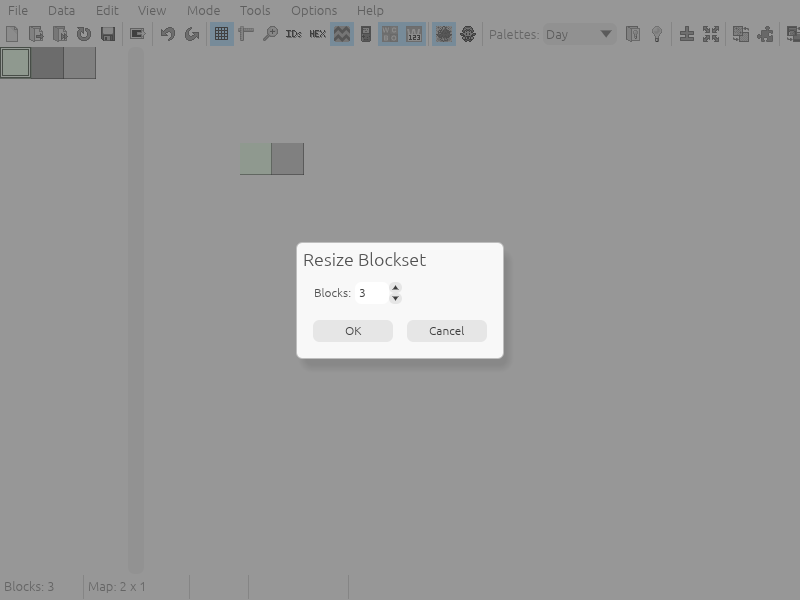 File Data Edit View Mode Tools Options Help
IDs HEX 123 Palettes: Day
Resize Blockset
Blocks: 3
OK Cancel
Blocks: 3 Map: 2 x 1